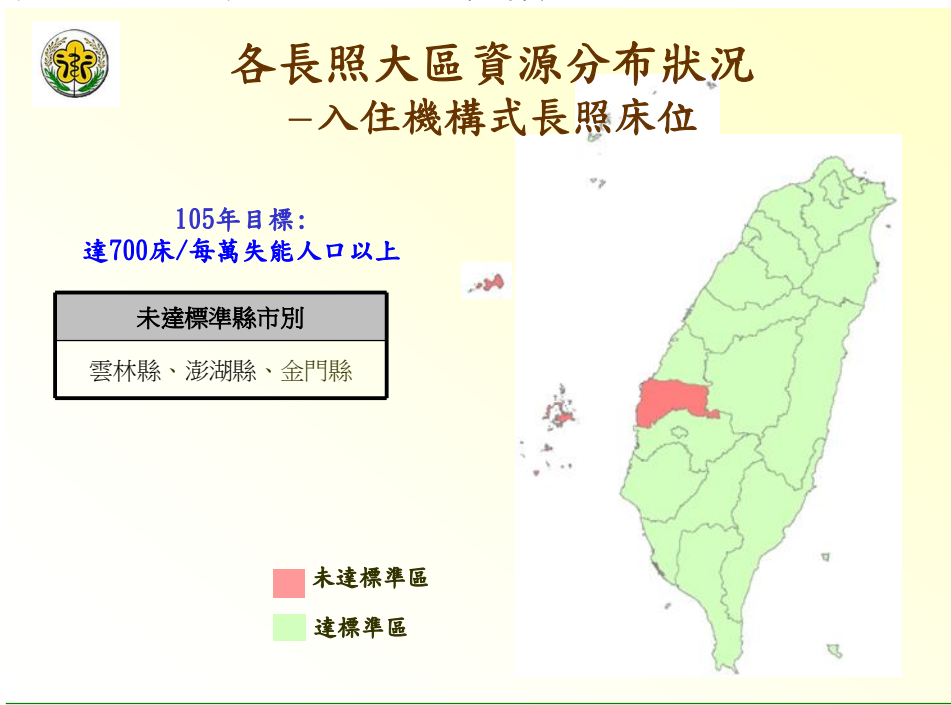 各長照大區資源分布狀況
–入住機構式長照床位
105年目標:
達700床/每萬失能人口以上
未達標準縣市別
雲林縣、澎湖縣、金門縣
未達標準區
達標準區